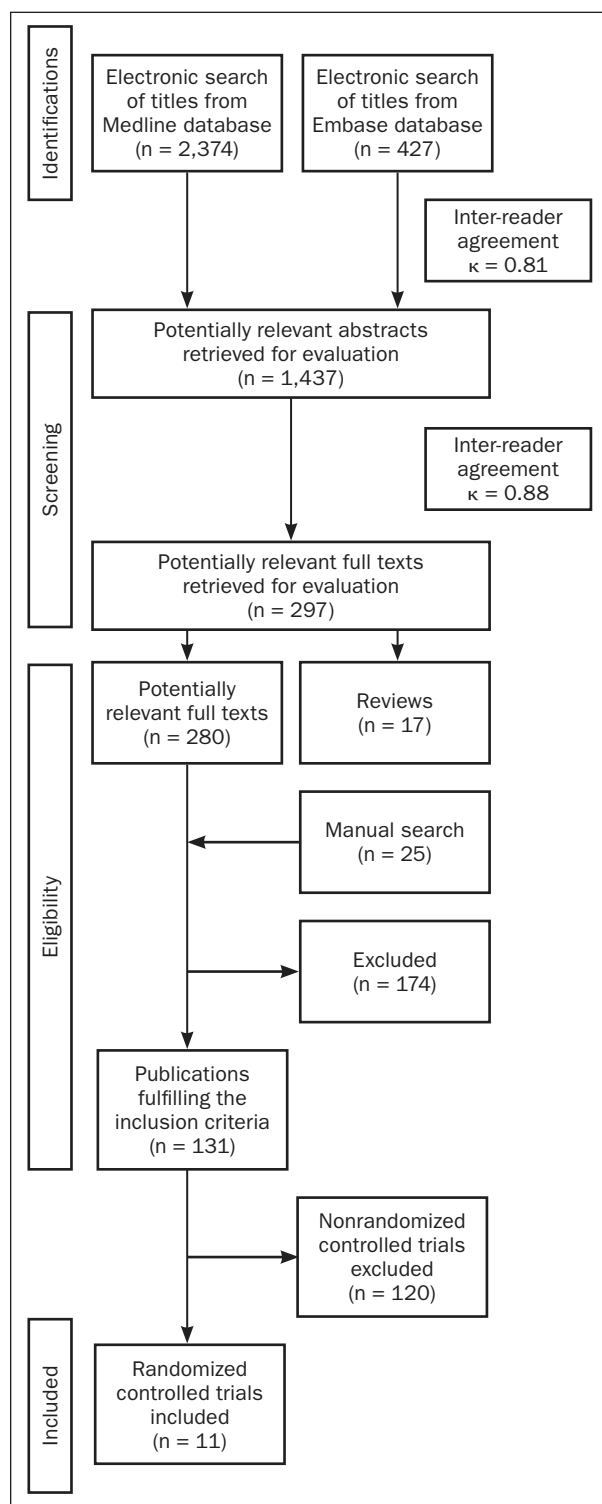 Identifications
Electronic search
of titles from
Medline database
(n = 2,374)
Electronic search
of titles from
Embase database
(n = 427)
Inter-reader
agreement
κ = 0.81
Screening
Potentially relevant abstracts
retrieved for evaluation
(n = 1,437)
Inter-reader
agreement
κ = 0.88
Potentially relevant full texts
retrieved for evaluation
(n = 297)
Eligibility
Potentially
relevant full texts
(n = 280)
Reviews
(n = 17)
Manual search
(n = 25)
Excluded
(n = 174)
Publications
fulfilling the
inclusion criteria
(n = 131)
Nonrandomized
controlled trials
excluded
(n = 120)
Included
Randomized
controlled trials
included
(n = 11)